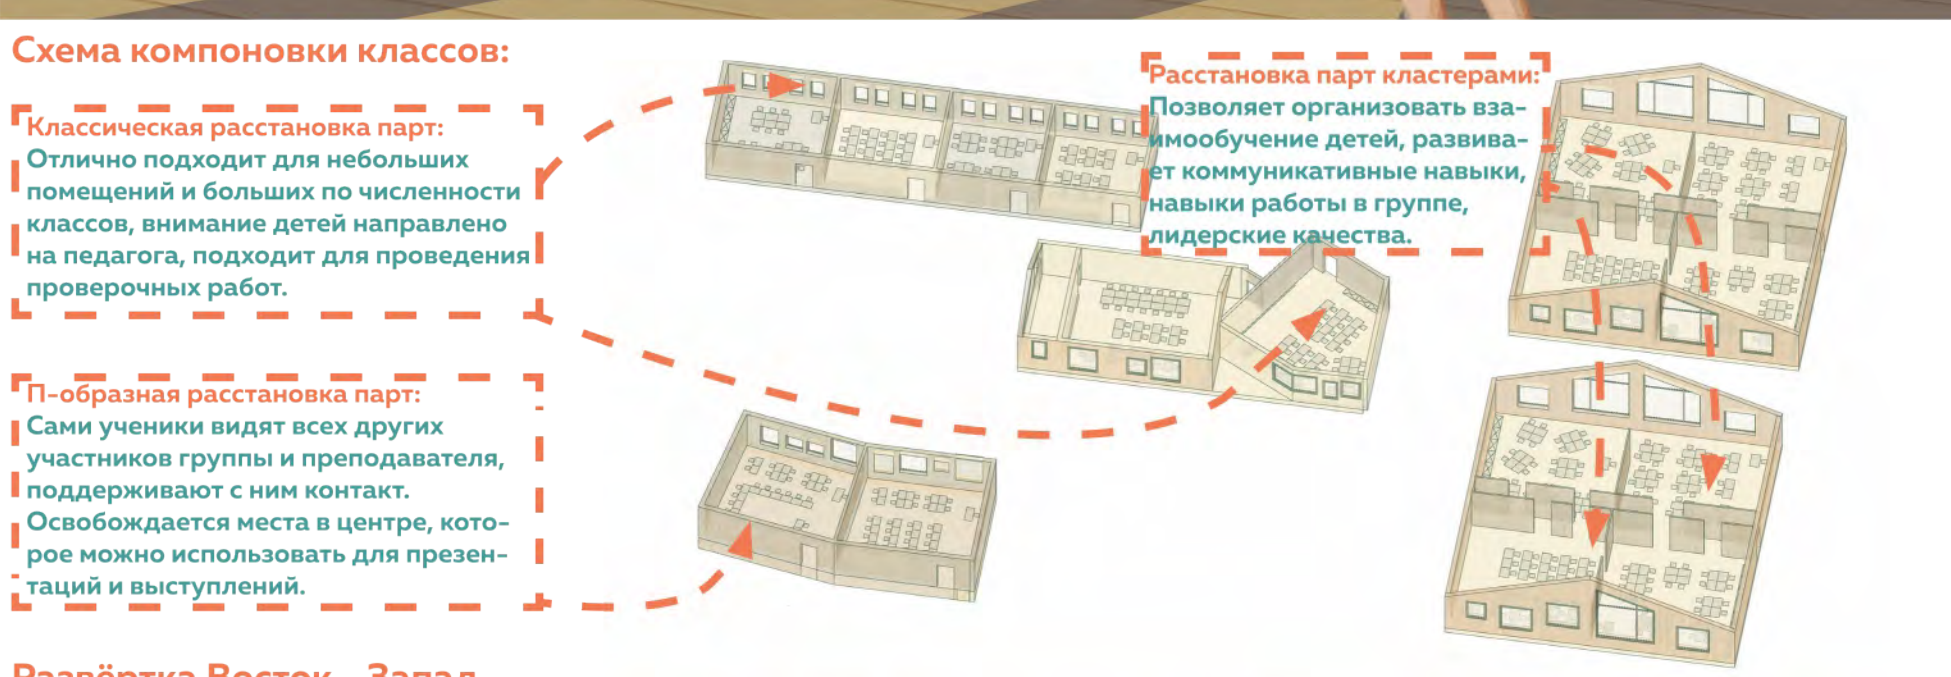 Схема компоновки классов:
Классическая расстановка парт:
Отлично подходит для небольших
помещений и больших по численности
классов, внимание детей направлено
на педагога, подходит для проведения
проверочных работ.
П-образная расстановка парт:
Сами ученики видят всех других
участников группы и преподавателя,
поддерживают с ним контакт.
Освобождается места в центре, кото-
рое можно использовать для презен-
таций и выступлений.
Расстановка парт кластерами:
Позволяет организовать вза-
имообучение детей, развива-
ет коммуникативные навыки,
навыки работы в группе,
лидерские качества.
Развёртка Восток - Запад